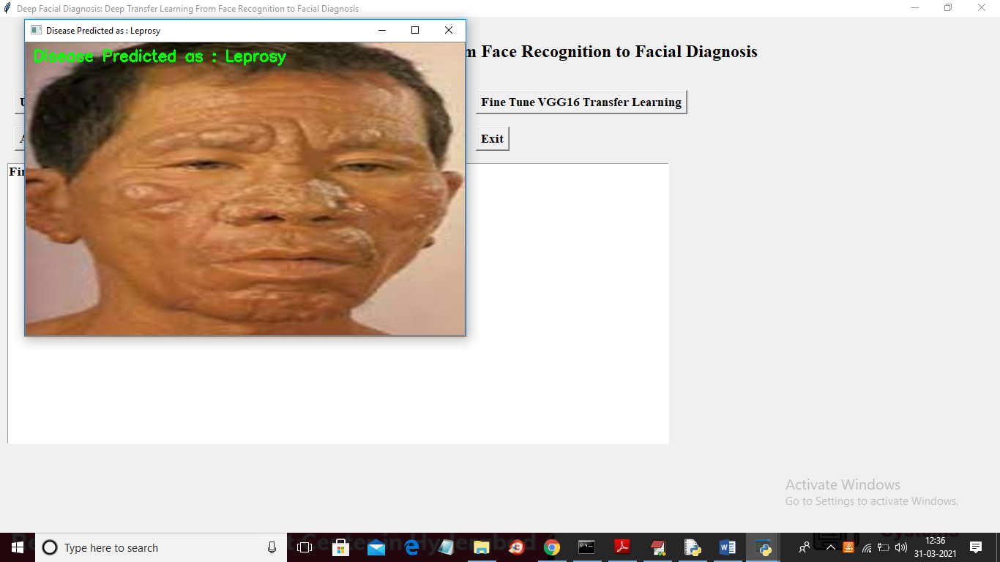 Deep Facial Diagnosis: Deep Transfer Learning From Face Recognition to Facial Diagnosis
Disease Predicted as : Leprosy
Disease Predicted as : Leprosy
Face Recognition to Facial Diagnosis
Fine Tune VGG16 Transfer Learning
Exit
Activate Windows
Go to Settings to activate Windows.
Type here to search
12:36
31-03-2021